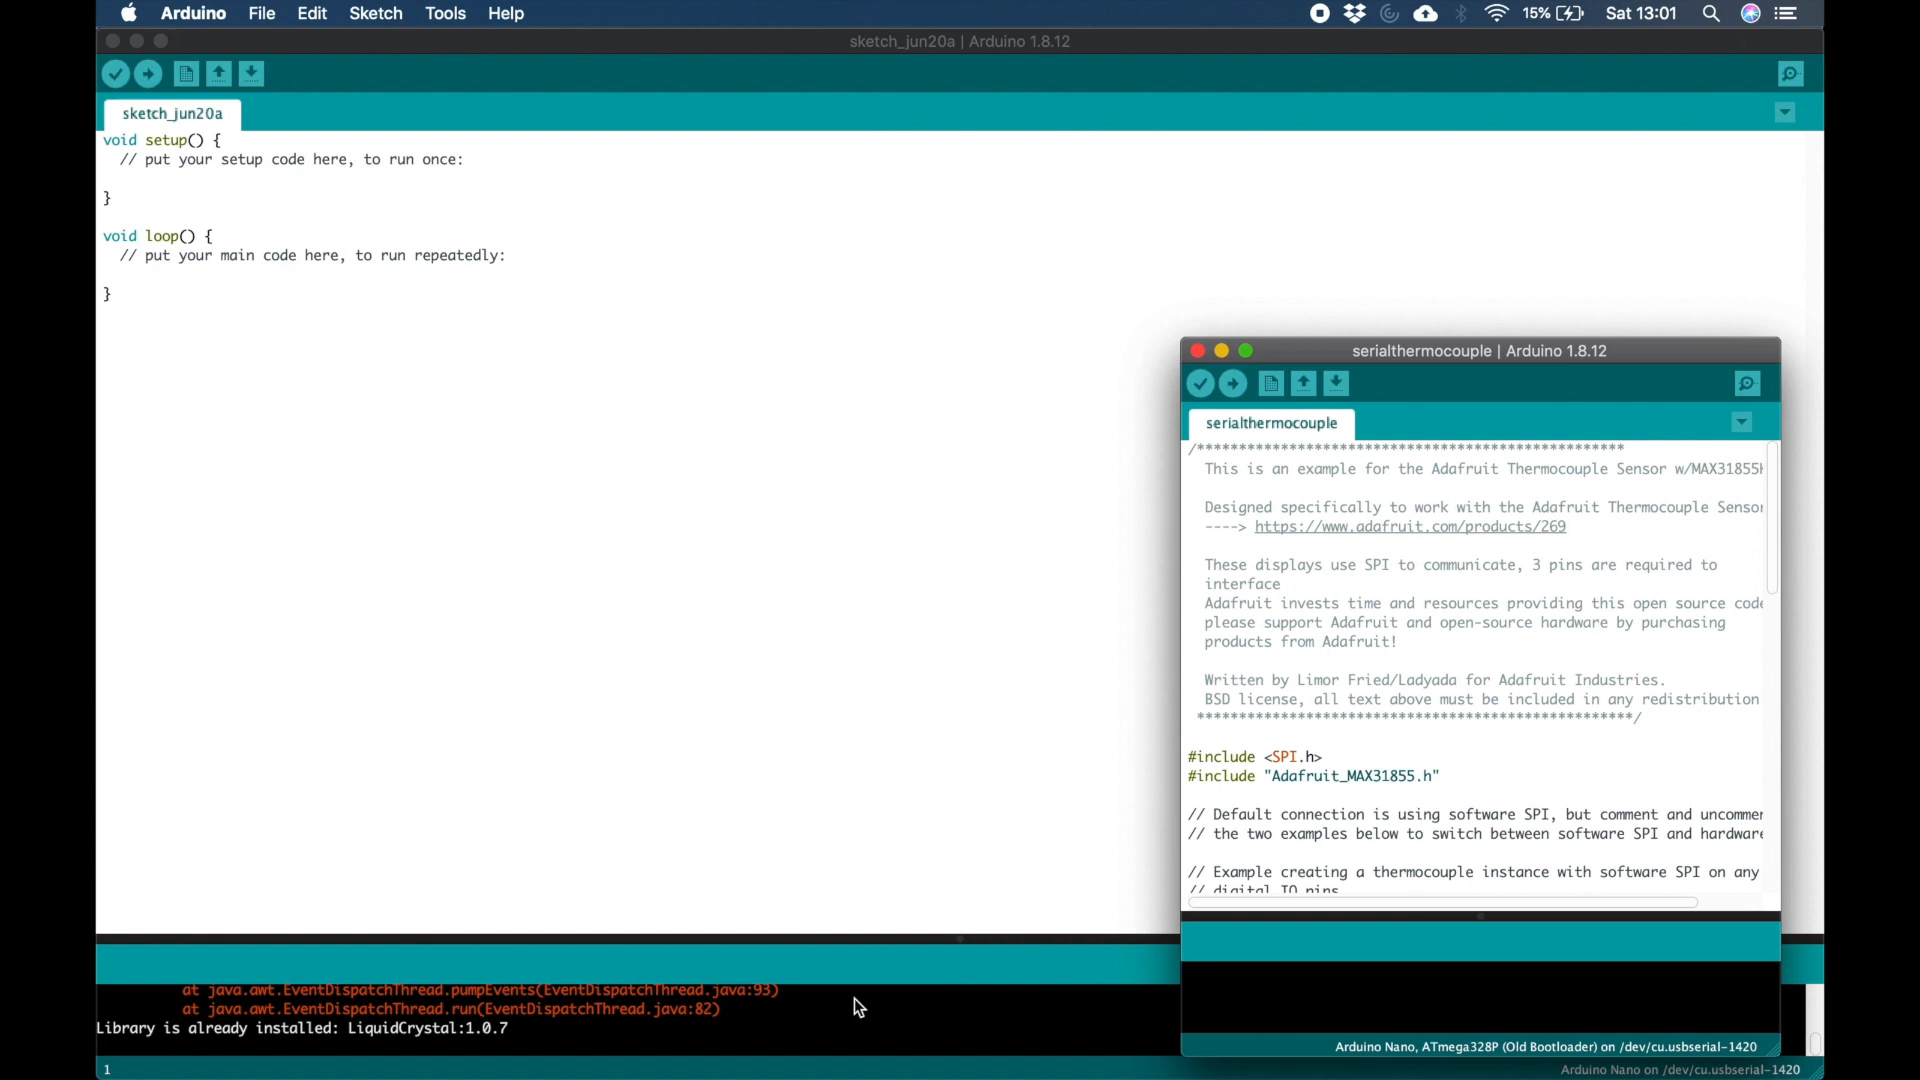 Arduino File Edit Sketch Tools Help 15% Sat 13:01
sketch_jun20a | Arduino 1.8.12
sketch_jun20a
void setup() {
// put your setup code here, to run once:
}
void loop() {
// put your main code here, to run repeatedly:
}
serialthermocouple | Arduino 1.8.12
serialthermocouple
/***************************************************
This is an example for the Adafruit Thermocouple Sensor w/MAX31855
Designed specifically to work with the Adafruit Thermocouple Sensor
----> https://www.adafruit.com/products/269
These displays use SPI to communicate, 3 pins are required to
interface
Adafruit invests time and resources providing this open source code
please support Adafruit and open-source hardware by purchasing
products from Adafruit!
Written by Limor Fried/Ladyada for Adafruit Industries.
BSD license, all text above must be included in any redistribution
****************************************************/
#include <SPI.h>
#include "Adafruit_MAX31855.h"
// Default connection is using software SPI, but comment and uncommen
// the two examples below to switch between software SPI and hardware
// Example creating a thermocouple instance with software SPI on any
// digital IO pins
Arduino Nano, ATmega328P (Old Bootloader) on /dev/cu.usbserial-1420
at java.awt.EventDispatchThread.pumpEvents(EventDispatchThread.java:93)
at java.awt.EventDispatchThread.run(EventDispatchThread.java:82)
Library is already installed: LiquidCrystal:1.0.7
1
Arduino Nano on /dev/cu.usbserial-1420